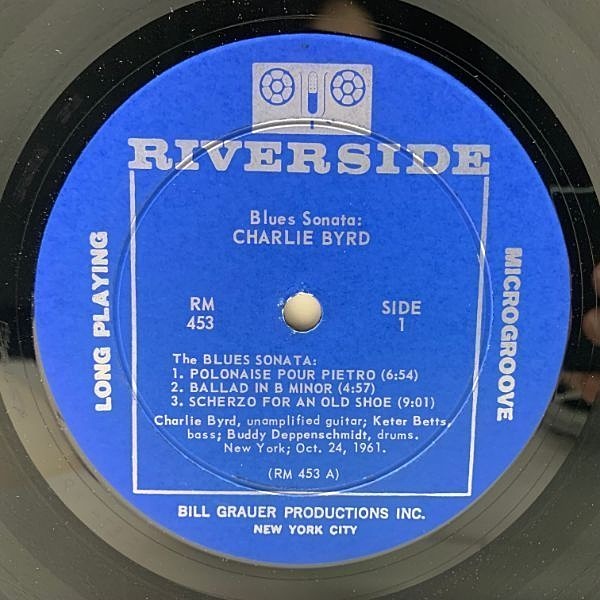 RIVERSIDE
Blues Sonata:
CHARLIE BYRD
RM
453
SIDE
1
LONG PLAYING
MICROGROOVE
The BLUES SONATA:
1. POLONAISE POUR PIETRO (6:54)
2. BALLAD IN B MINOR (4:57)
3. SCHERZO FOR AN OLD SHOE (9:01)
Charlie Byrd, unamplified guitar; Keter Betts,
bass; Buddy Deppenschmidt, drums.
New York; Oct. 24, 1961.
(RM 453 A)
BILL GRAUER PRODUCTIONS INC.
NEW YORK CITY